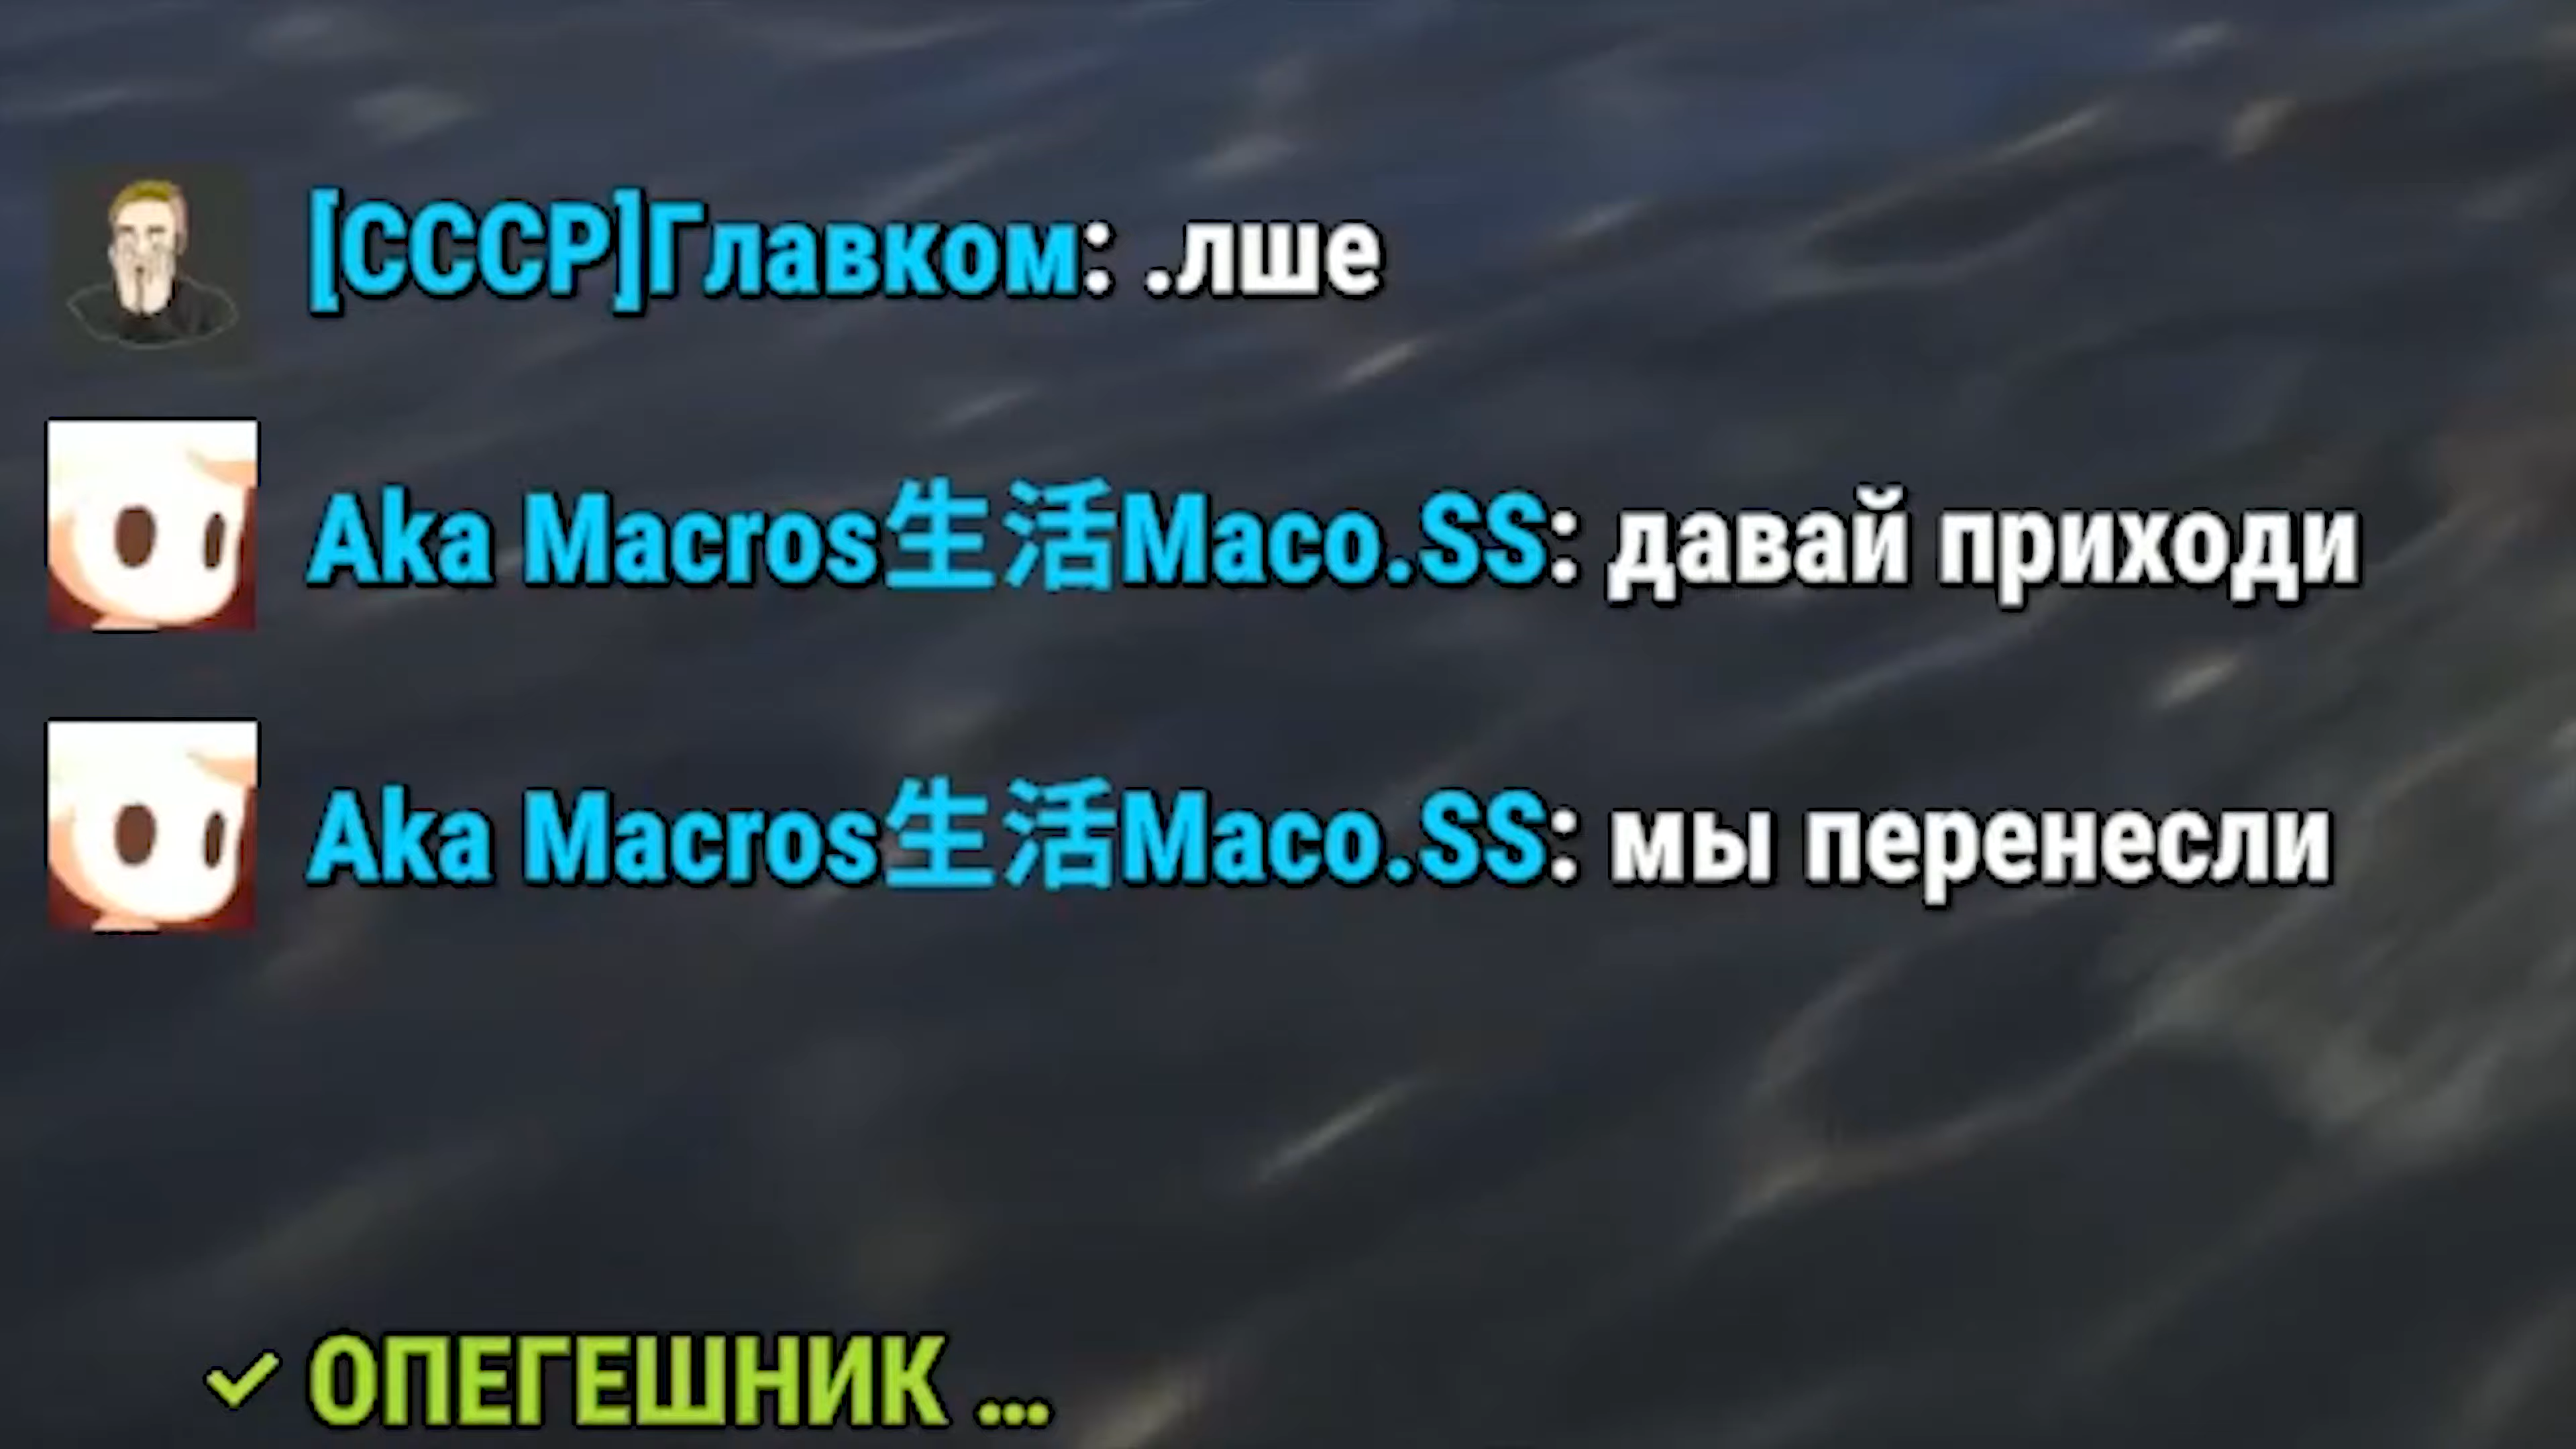 [СССР]Главком: .лше
Aka Macros生活Maco.SS: давай приходи
Aka Macros生活Maco.SS: мы перенесли
ОПЕГЕШНИК ...